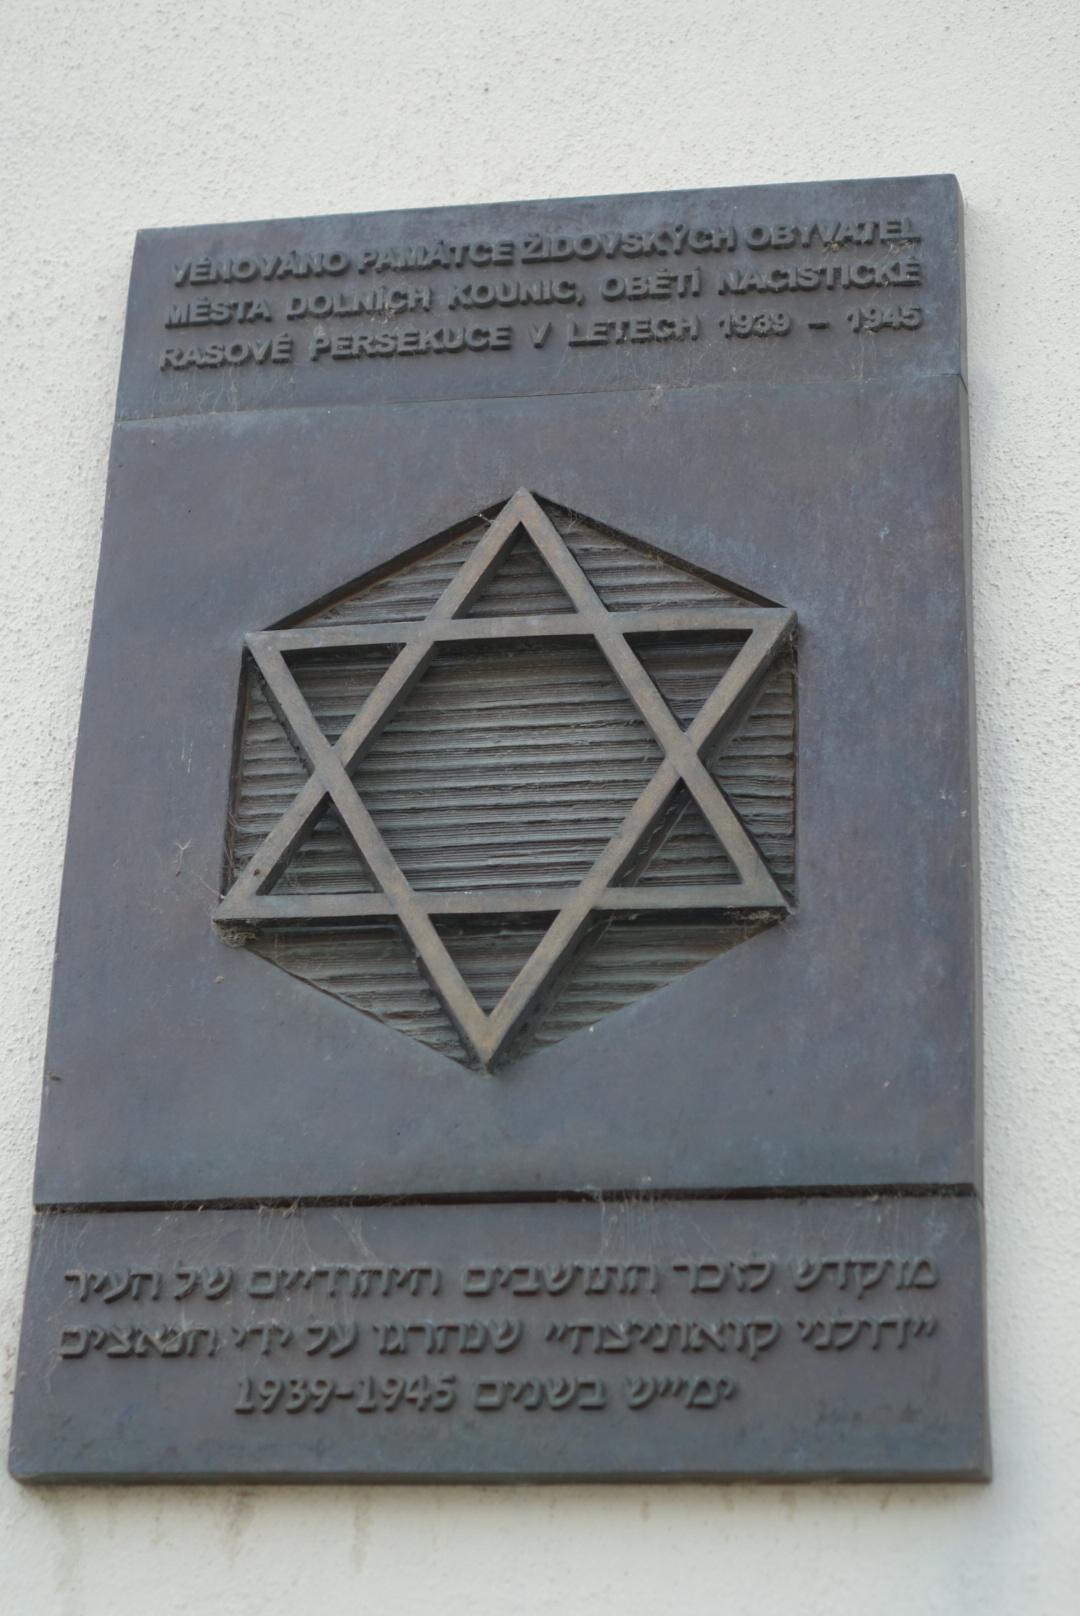 VĚNOVÁNO PAMÁTCE ŽIDOVSKÝCH OBYVATEL
MĚSTA DOLNÍCH KOUNIC, OBĚTÍ NACISTICKÉ
RASOVÉ PERSEKUCE V LETECH 1939 – 1945
מוקדש לזכר התושבים היהודיים של העיר
״דולני קואוניצה״ שנהרגו על ידי הנאצים
ימ״ש בשנים 1939-1945